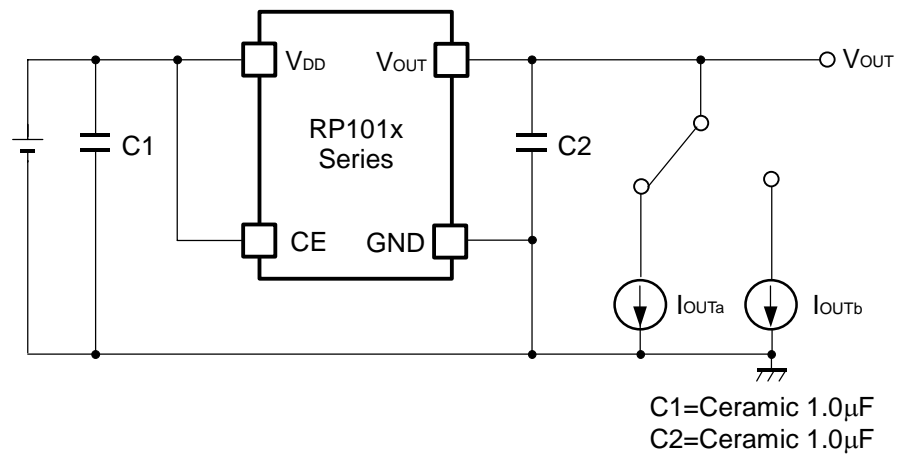 VDD
VOUT
VOUT
RP101x
Series
C1
C2
CE
GND
IOUTa
IOUTb
C1=Ceramic 1.0μF
C2=Ceramic 1.0μF